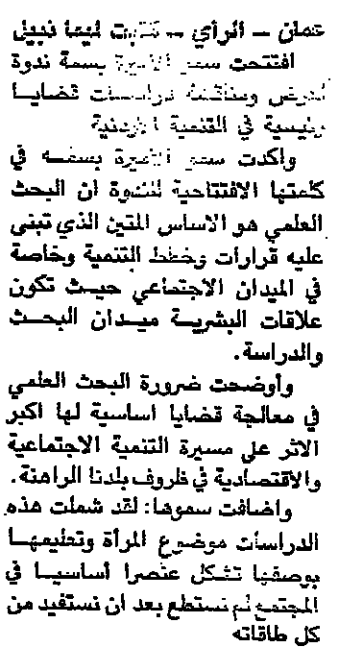 عمان – الرأي – كتبت ليما نبيل
افتتحت سمو الاميرة بسمة ندوة
لعرض ومناقشة دراسات قضايا
رئيسية في التنمية الاردنية
واكدت سمو الاميرة بسمه في
كلمتها الافتتاحية للندوة ان البحث
العلمي هو الاساس المتين الذي تبنى
عليه قرارات وخطط التنمية وخاصة
في الميدان الاجتماعي حيث تكون
علاقات البشرية ميدان البحث
والدراسة.
وأوضحت ضرورة البحث العلمي
في معالجة قضايا اساسية لها اكبر
الاثر على مسيرة التنمية الاجتماعية
والاقتصادية في ظروف بلدنا الراهنة.
واضافت سموها: لقد شملت هذه
الدراسات موضوع المرأة وتعليمها
بوصفها تشكل عنصرا أساسيا في
المجتمع لم نستطع بعد ان نستفيد من
كل طاقاته